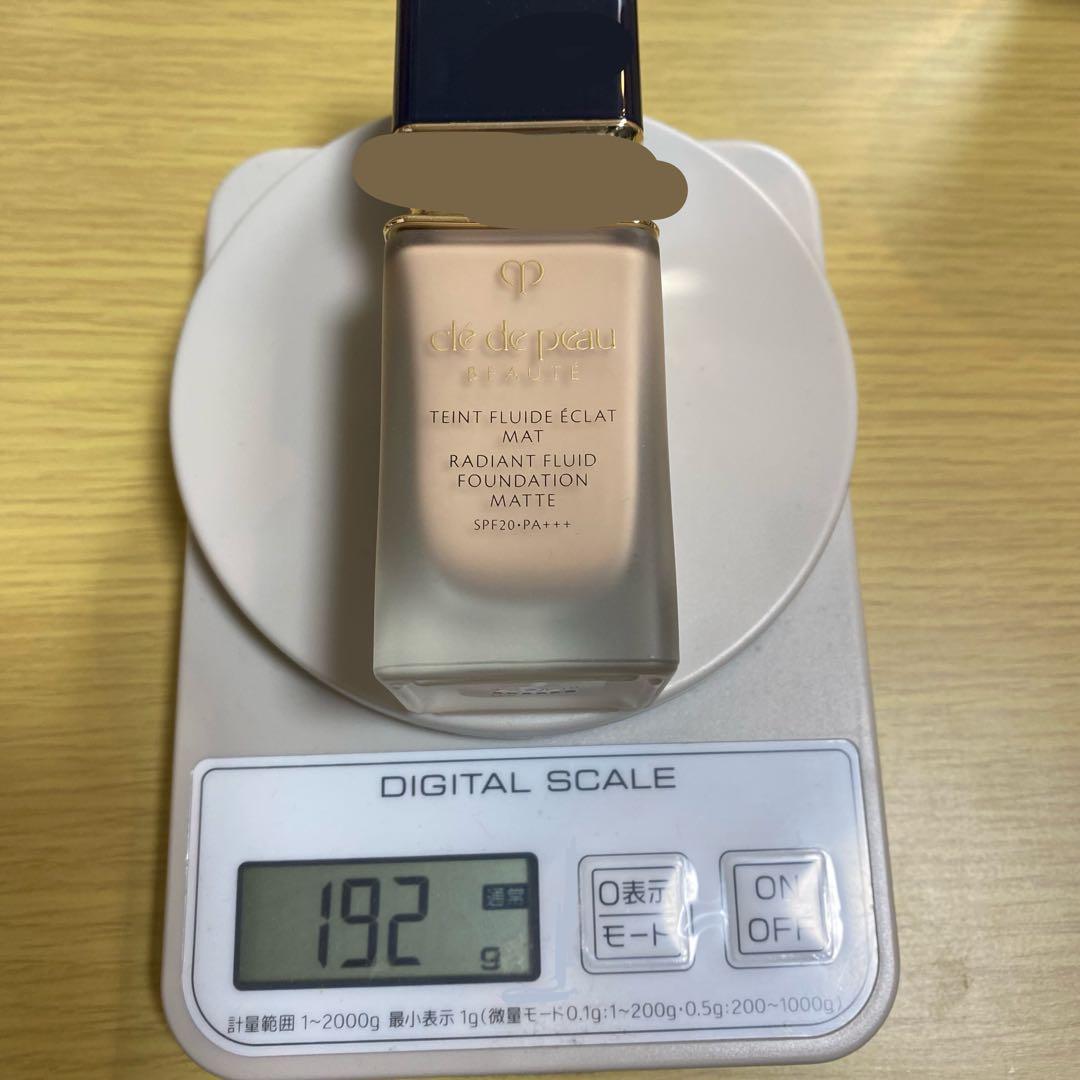 clé de peau
BEAUTÉ
TEINT FLUIDE ÉCLAT
MAT
RADIANT FLUID
FOUNDATION
MATTE
SPF20・PA+++
DIGITAL SCALE
192 通常 g
0表示
モード
ON
OFF
計量範囲 1~2000g 最小表示 1g(微量モード0.1g:1~200g・0.5g:200~1000g)